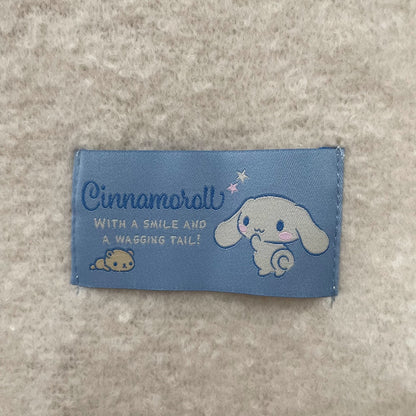 Cinnamoroll
WITH A SMILE AND
A WAGGING TAIL!